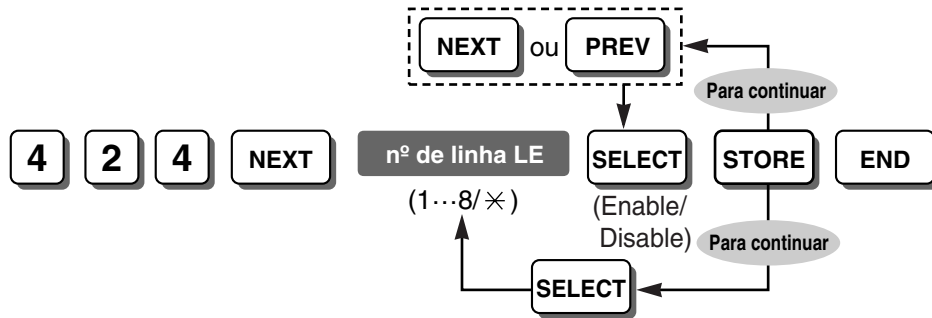 NEXT ou PREV
Para continuar
4 2 4 NEXT nº de linha LE SELECT STORE END
(1···8/✳)
(Enable/
Disable)
Para continuar
SELECT